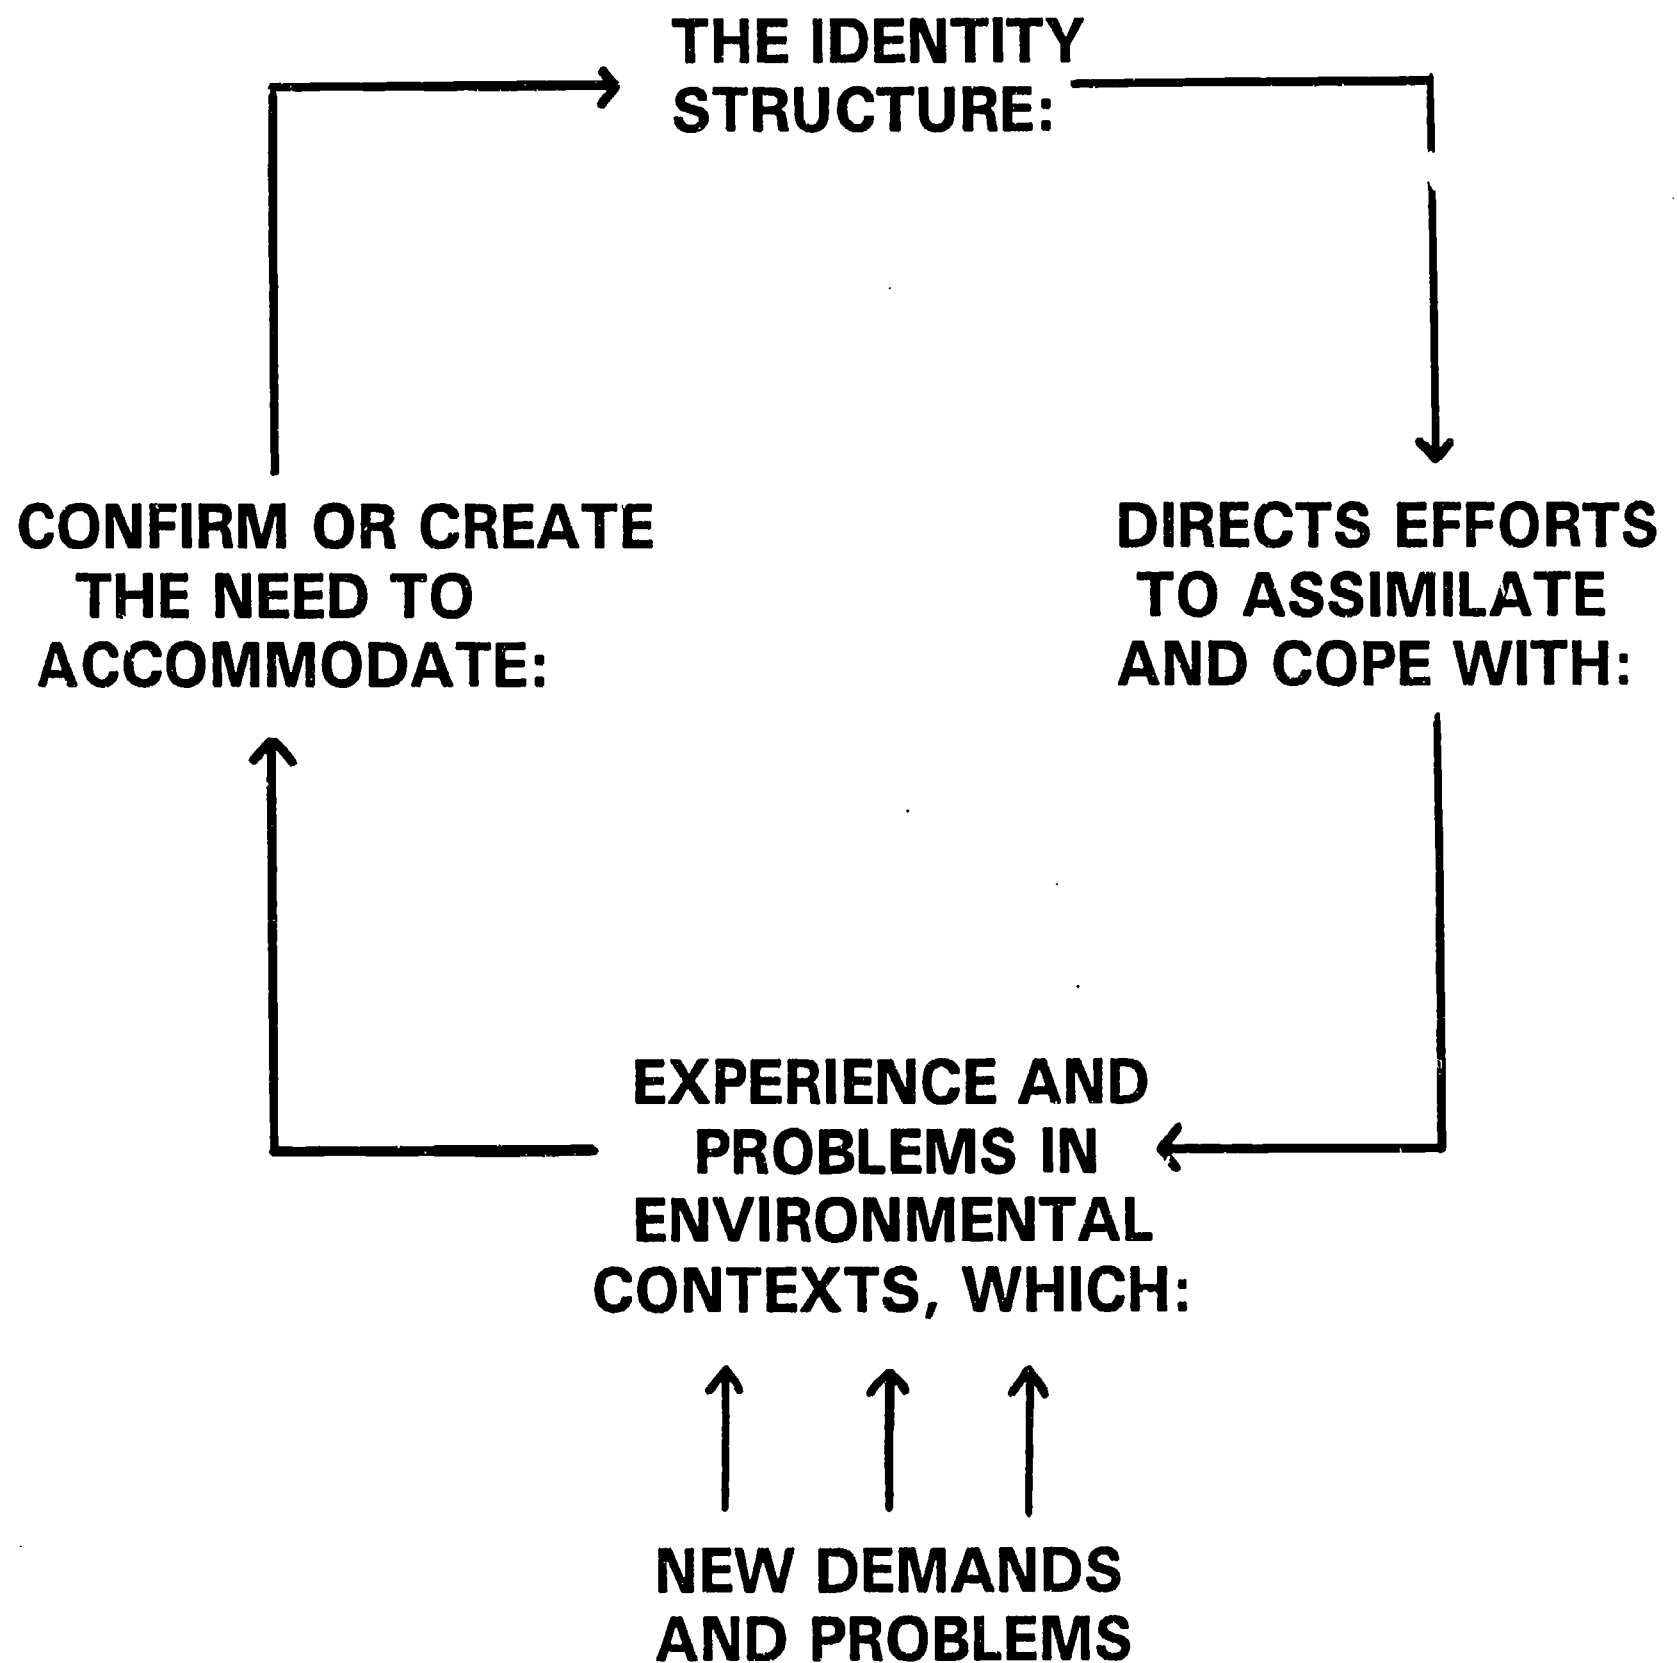 THE IDENTITY
STRUCTURE:
CONFIRM OR CREATE
THE NEED TO
ACCOMMODATE:
DIRECTS EFFORTS
TO ASSIMILATE
AND COPE WITH:
EXPERIENCE AND
PROBLEMS IN
ENVIRONMENTAL
CONTEXTS, WHICH:
NEW DEMANDS
AND PROBLEMS